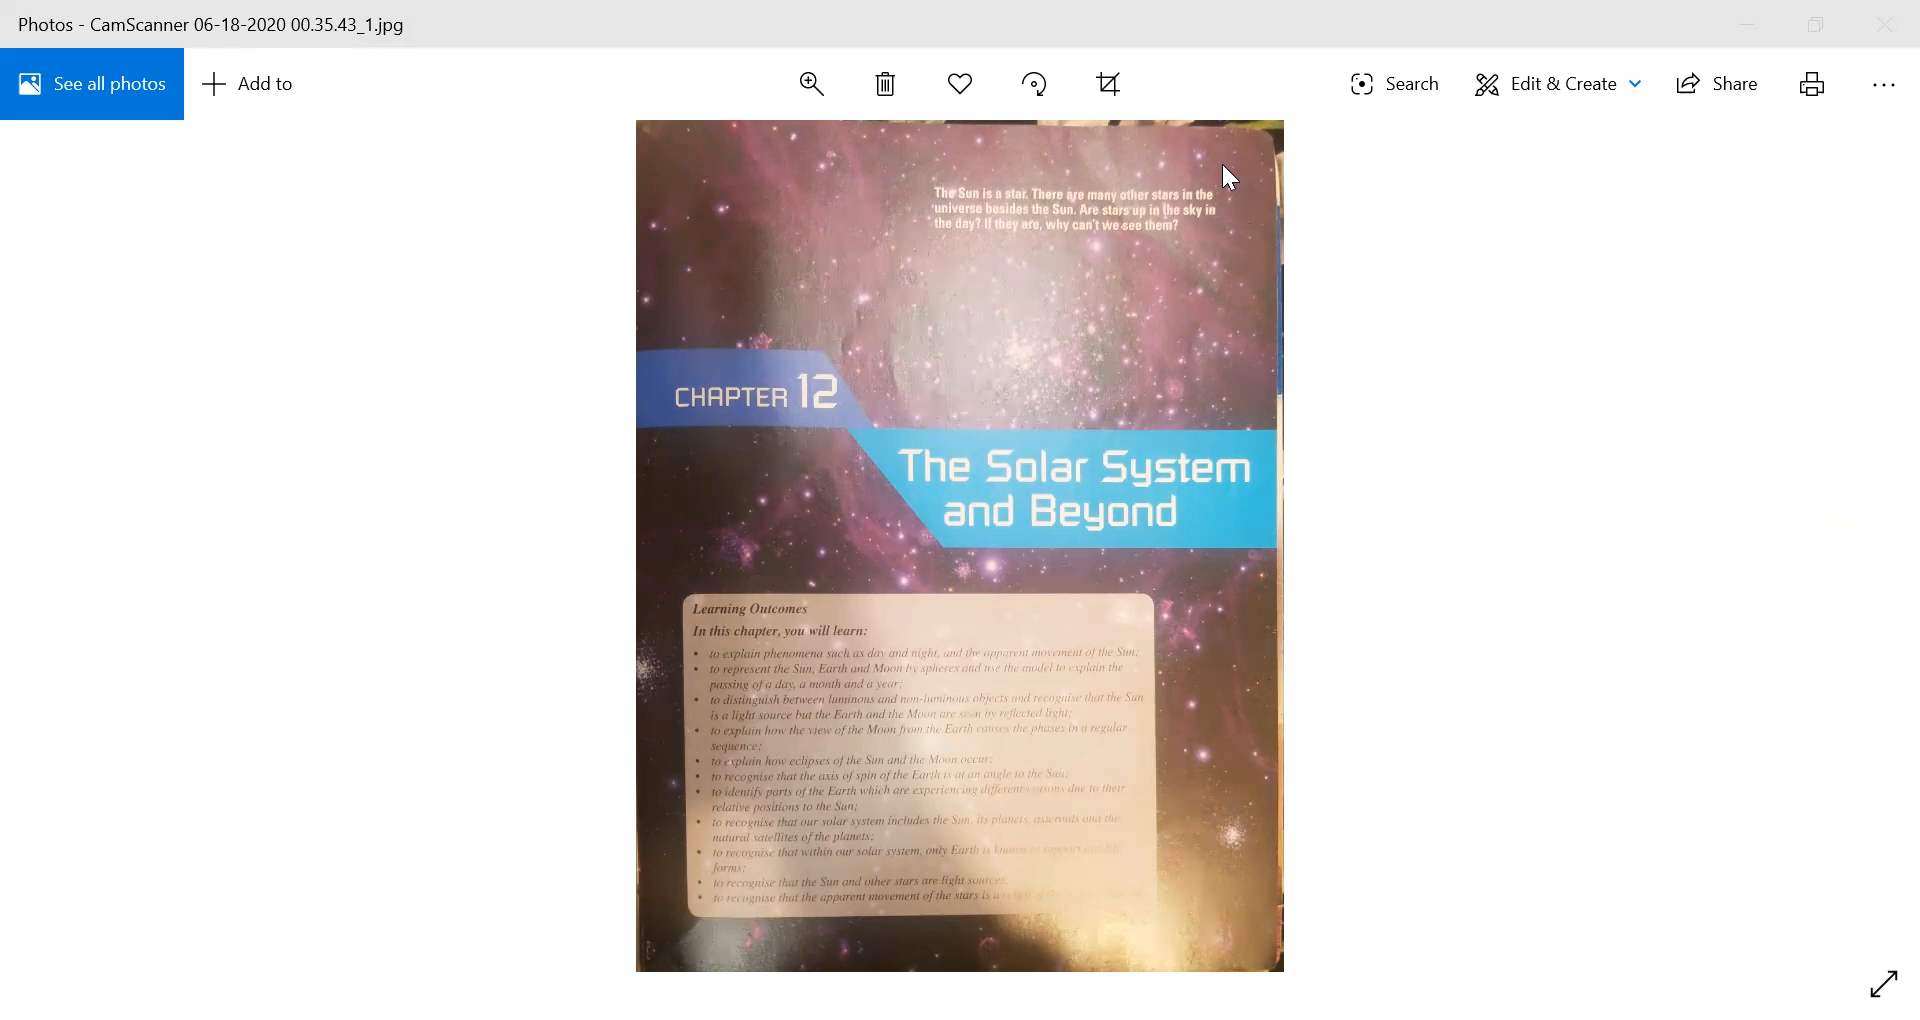 Photos - CamScanner 06-18-2020 00.35.43_1.jpg
See all photos
Add to
Search
Edit & Create
Share
The Sun is a star. There are many other stars in the
universe besides the Sun. Are stars up in the sky in
the day? If they are, why can't we see them?
CHAPTER 12
The Solar System
and Beyond
Learning Outcomes
In this chapter, you will learn:
• to explain phenomena such as day and night, and the apparent movement of the Sun;
• to represent the Sun, Earth and Moon by spheres and use the model to explain the
passing of a day, a month and a year;
• to distinguish between luminous and non-luminous objects and recognise that the Sun
is a light source but the Earth and the Moon are seen by reflected light;
• to explain how the view of the Moon from the Earth causes the phases in a regular
sequence;
• to explain how eclipses of the Sun and the Moon occur;
• to recognise that the axis of spin of the Earth is at an angle to the Sun;
• to identify parts of the Earth which are experiencing different seasons due to their
relative positions to the Sun;
• to recognise that our solar system includes the Sun, its planets, asteroids and the
natural satellites of the planets;
• to recognise that within our solar system, only Earth is known to support
forms;
• to recognise that the Sun and other stars are light sources
• to recognise that the apparent movement of the stars is a